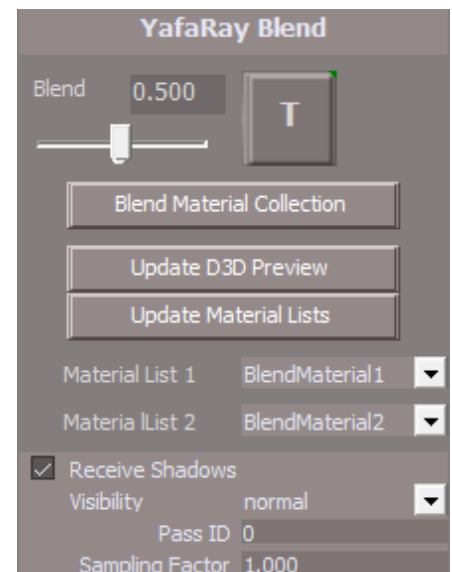 YafaRay Blend
Blend 0.500
T
Blend Material Collection
Update D3D Preview
Update Material Lists
Material List 1 BlendMaterial1
Materia lList 2 BlendMaterial2
Receive Shadows
Visibility normal
Pass ID 0
Sampling Factor 1.000